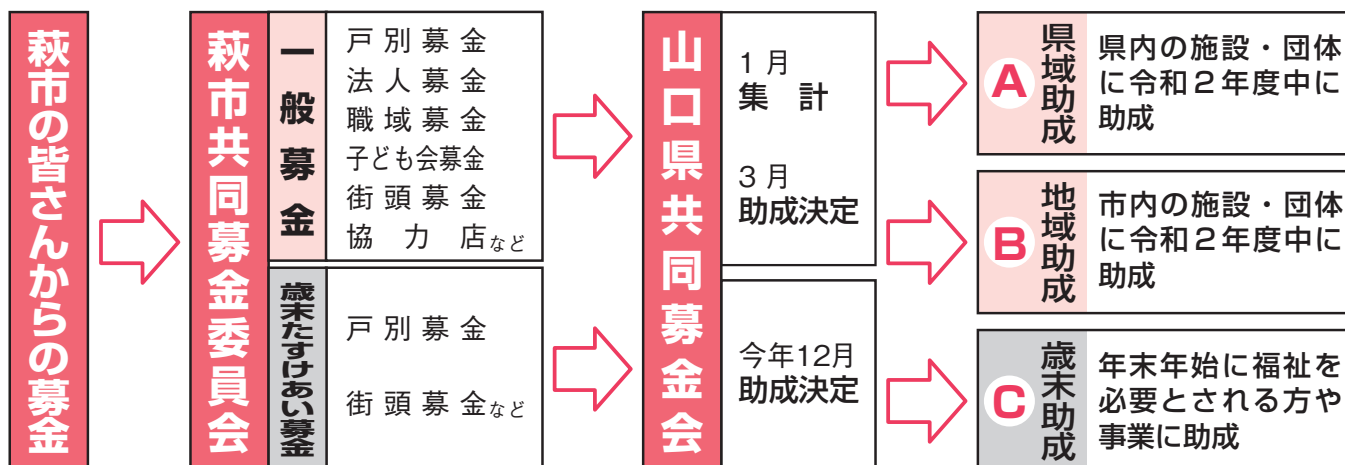 萩市の皆さんからの募金
萩市共同募金委員会
一般募金
戸別募金
法人募金
職域募金
子ども会募金
街頭募金
協力店など
歳末たすけあい募金
戸別募金
街頭募金など
山口県共同募金会
1月
集計
3月
助成決定
今年12月
助成決定
A
県域助成
県内の施設・団体
に令和2年度中に
助成
B
地域助成
市内の施設・団体
に令和2年度中に
助成
C
歳末助成
年末年始に福祉を
必要とされる方や
事業に助成